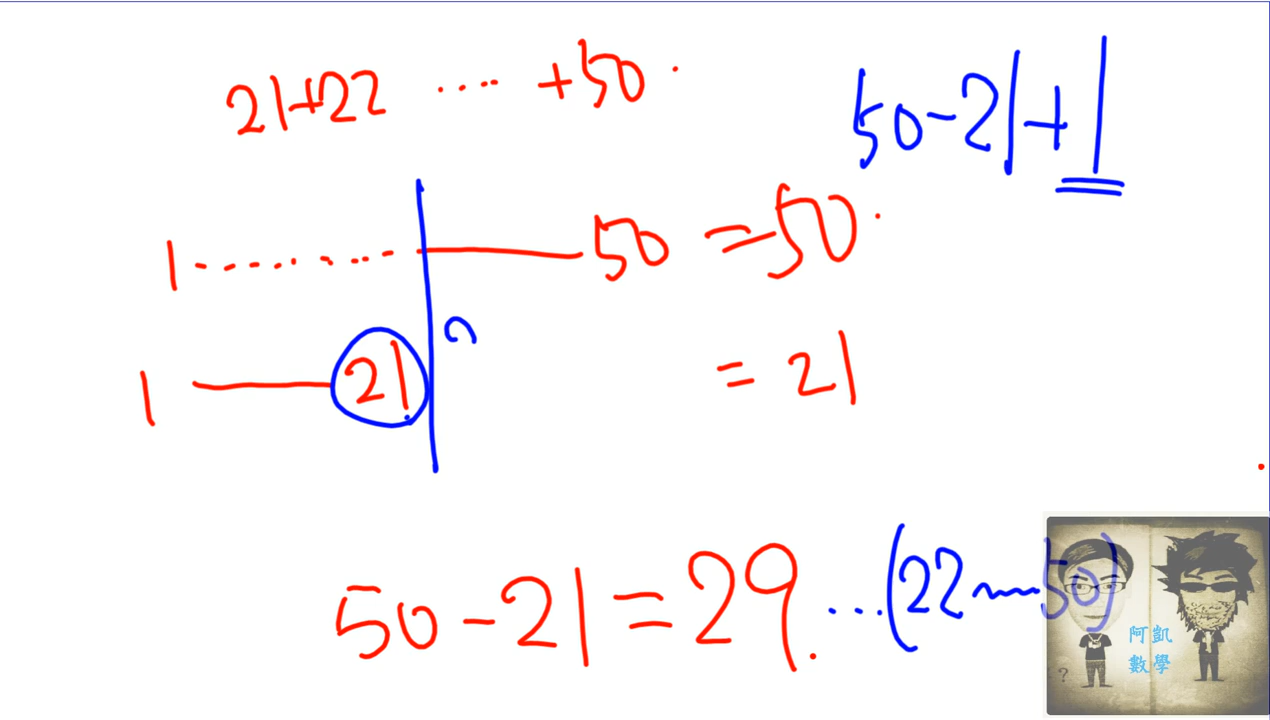 21+22 .... +50.
50-21+1
1 ........ 50 =50.
1 21 = 21
50-21=29. ...(22~50)
阿凱
數學
?